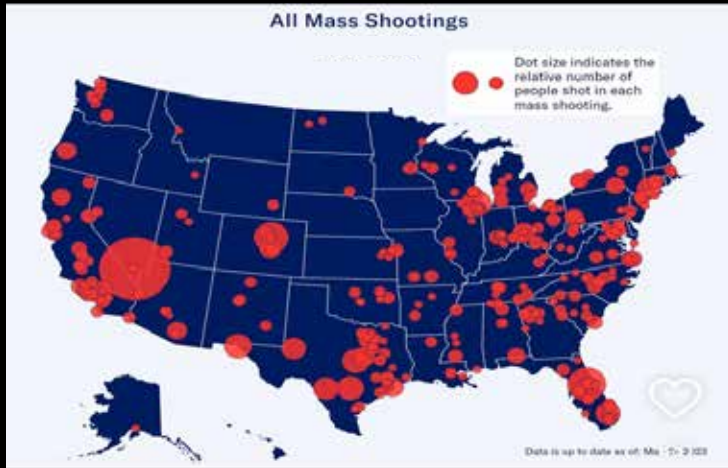 All Mass Shootings
Dot size indicates the
relative number of
people shot in each
mass shooting.
Data is up to date as of: